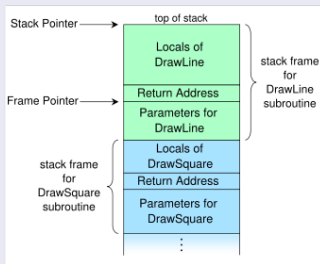 Stack Pointer
top of stack
Locals of
DrawLine
Return Address
Frame Pointer
Parameters for
DrawLine
stack frame
for
DrawLine
subroutine
Locals of
DrawSquare
Return Address
Parameters for
DrawSquare
stack frame
for
DrawSquare
subroutine
⋮